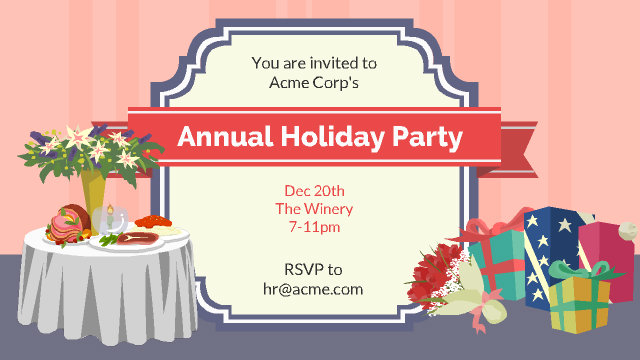 You are invited to
Acme Corp's
Annual Holiday Party
Dec 20th
The Winery
7-11pm
RSVP to
hr@acme.com